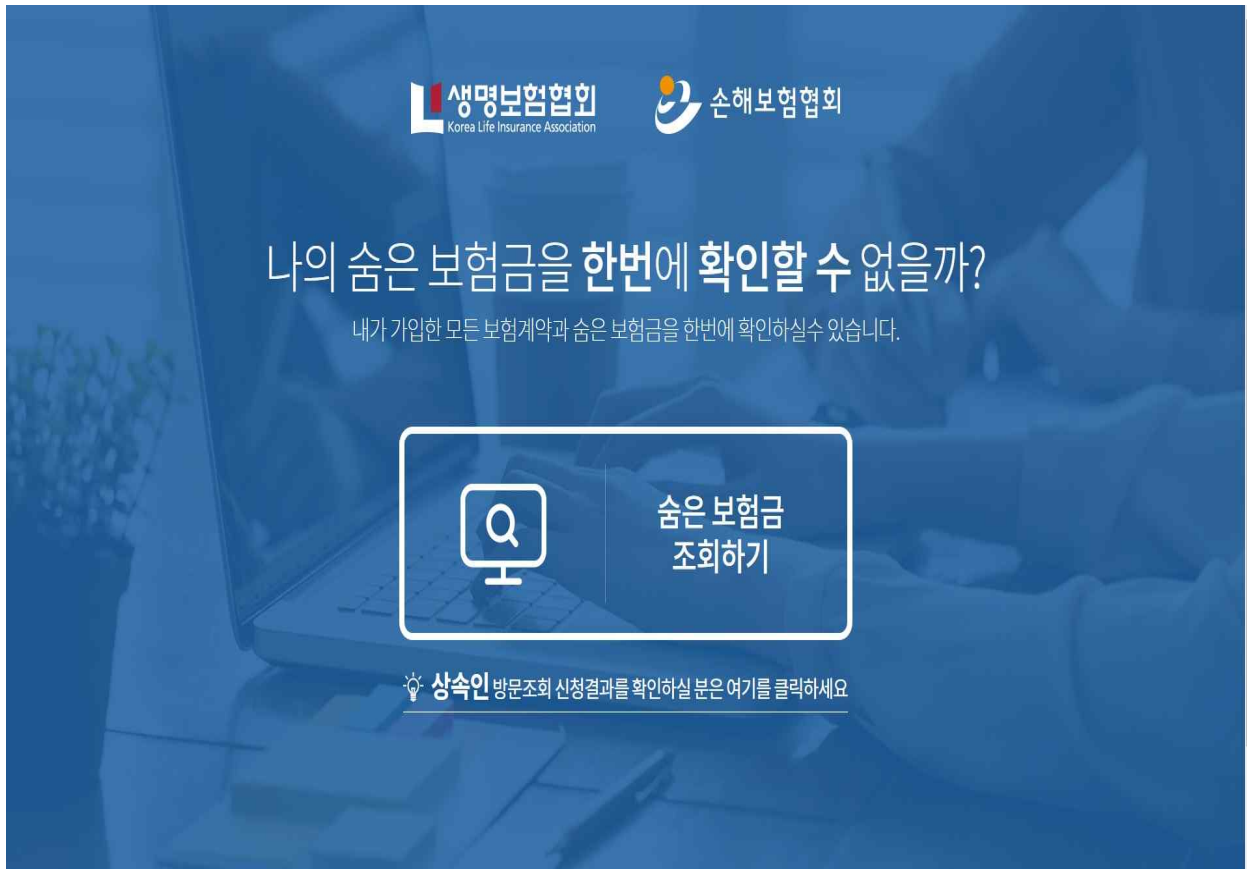 생명보험협회
Korea Life Insurance Association
손해보험협회
나의 숨은 보험금을 한번에 확인할 수 없을까?
내가 가입한 모든 보험계약과 숨은 보험금을 한번에 확인하실수 있습니다.
숨은 보험금
조회하기
상속인 방문조회 신청결과를 확인하실 분은 여기를 클릭하세요